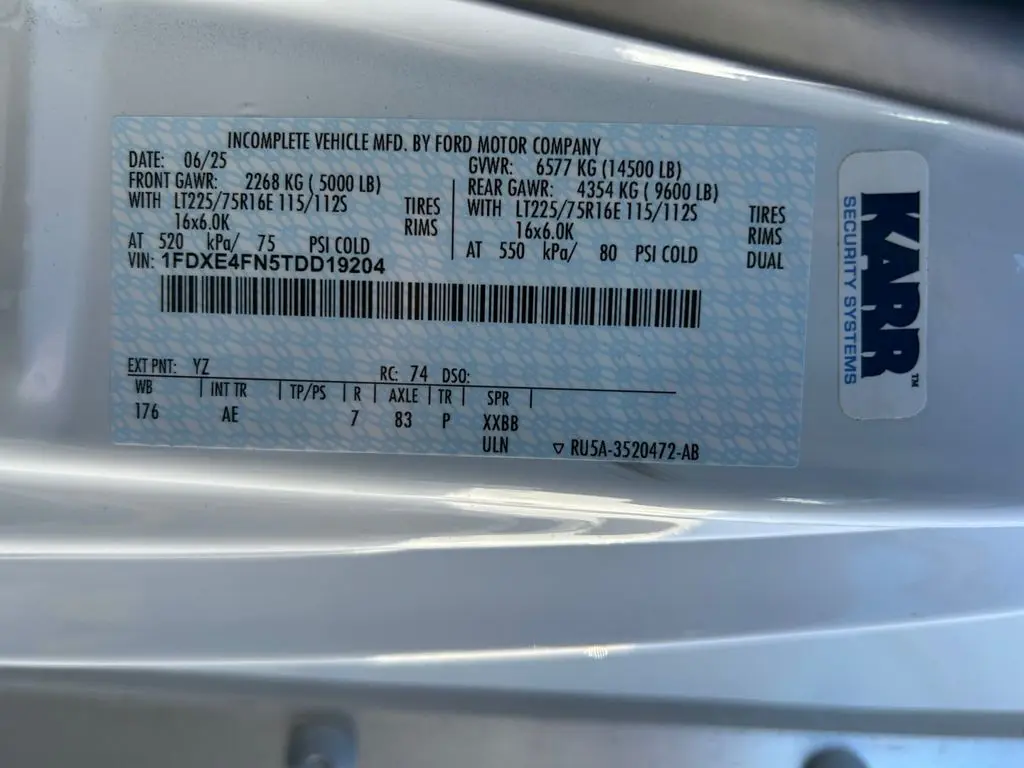 INCOMPLETE VEHICLE MFD. BY FORD MOTOR COMPANY
DATE: 06/25
GVWR: 6577 KG (14500 LB)
FRONT GAWR: 2268 KG ( 5000 LB)
REAR GAWR: 4354 KG ( 9600 LB)
WITH LT225/75R16E 115/112S TIRES
WITH LT225/75R16E 115/112S TIRES
16x6.0K RIMS
16x6.0K RIMS
AT 520 kPa/ 75 PSI COLD
AT 550 kPa/ 80 PSI COLD DUAL
VIN: 1FDXE4FN5TDD19204
EXT PNT: YZ RC: 74 DSO:
WB INT TR TP/PS R AXLE TR SPR
176 AE 7 83 P XXBB
ULN ▽ RU5A-3520472-AB
KARR™
SECURITY SYSTEMS